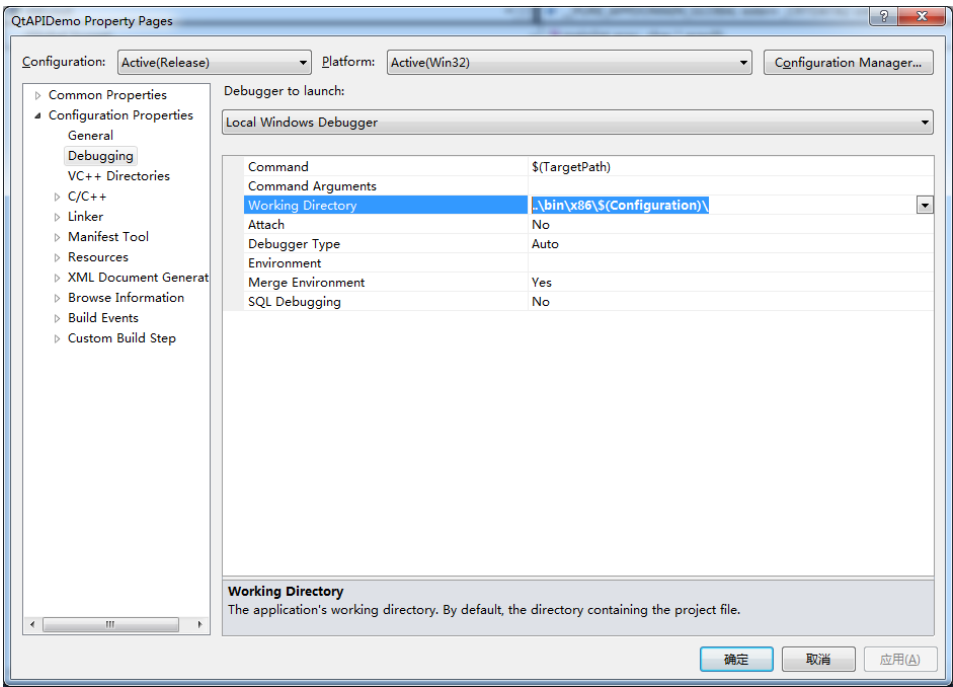 QtAPIDemo Property Pages
Configuration: Active(Release) Platform: Active(Win32) Configuration Manager...
Common Properties
Configuration Properties
General
Debugging
VC++ Directories
C/C++
Linker
Manifest Tool
Resources
XML Document Generat
Browse Information
Build Events
Custom Build Step
Debugger to launch:
Local Windows Debugger
Command $(TargetPath)
Command Arguments
Working Directory ..\bin\x86\$(Configuration)\
Attach No
Debugger Type Auto
Environment
Merge Environment Yes
SQL Debugging No
Working Directory
The application's working directory. By default, the directory containing the project file.
确定 取消 应用(A)